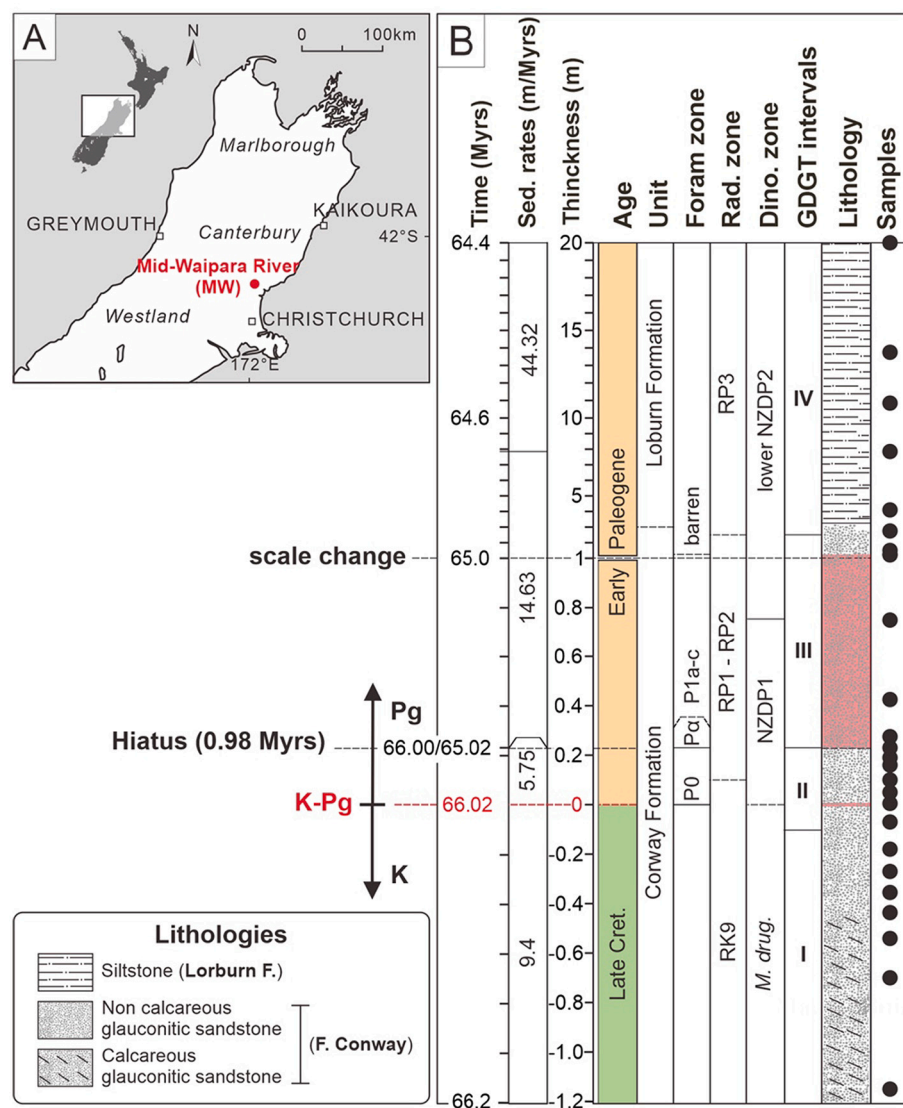 A
N
0 100km
Marlborough
KAIKOURA
GREYMOUTH
Canterbury
42°S
Mid-Waipara River
(MW)
Westland
CHRISTCHURCH
172°E
B
Time (Myrs)
Sed. rates (m/Myrs)
Thinckness (m)
Age
Unit
Foram zone
Rad. zone
Dino. zone
GDGT intervals
Lithology
Samples
64.4
64.6
65.0
66.00/65.02
66.02
66.2
44.32
14.63
5.75
9.4
20
15
10
5
1
0.8
0.6
0.4
0.2
0
-0.2
-0.4
-0.6
-0.8
-1.0
-1.2
Early Paleogene
Late Cret.
Loburn Formation
Corway Formation
barren
P1a-c
Pα
P0
RP3
RP1 - RP2
RK9
lower NZDP2
NZDP1
M. drug.
IV
III
II
I
scale change
Pg
Hiatus (0.98 Myrs)
K-Pg
K
Lithologies
Siltstone (Lorburn F.)
Non calcareous
glauconitic sandstone
(F. Conway)
Calcareous
glauconitic sandstone